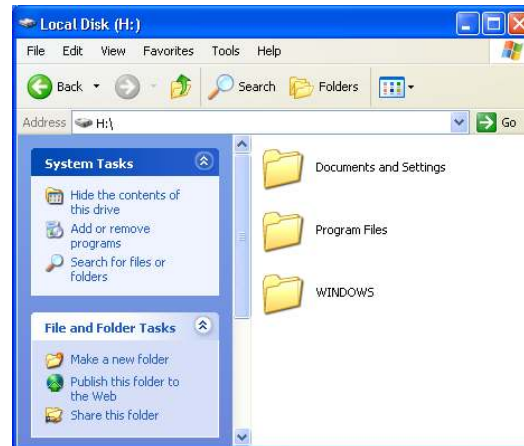 Local Disk (H:)
File Edit View Favorites Tools Help
Back Search Folders
Address H:\ Go
System Tasks
Hide the contents of
this drive
Add or remove
programs
Search for files or
folders
File and Folder Tasks
Make a new folder
Publish this folder to
the Web
Share this folder
Documents and Settings
Program Files
WINDOWS